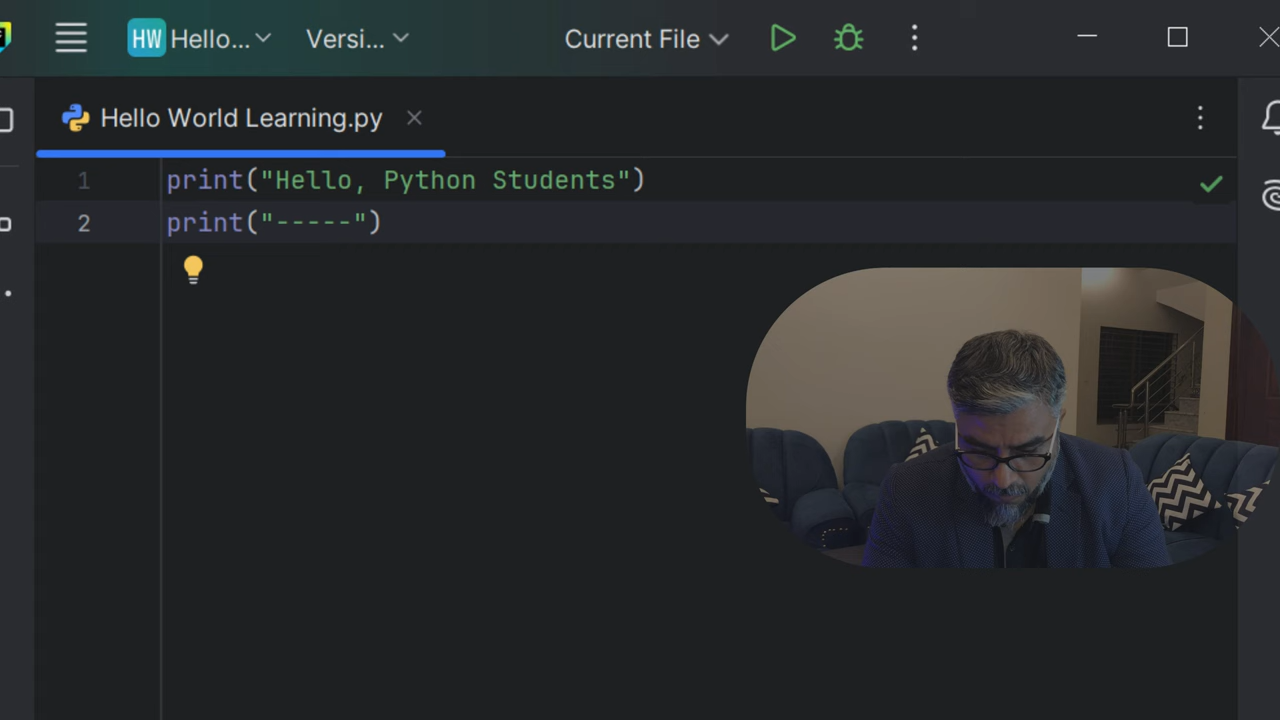 HW Hello... Versi... Current File
Hello World Learning.py
1 print("Hello, Python Students")
2 print("-----")